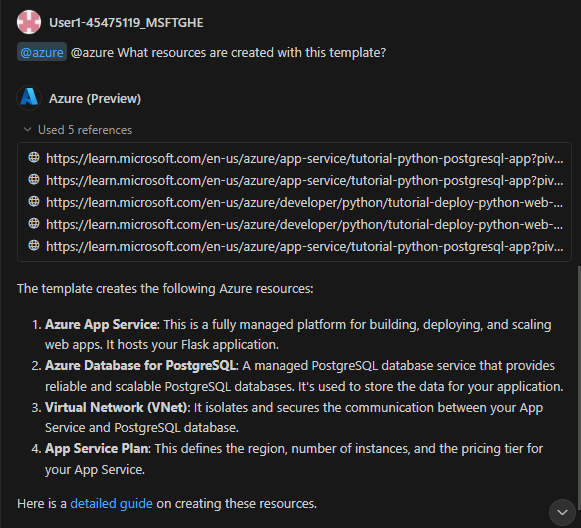 User1-45475119_MSFTGHE
@azure @azure What resources are created with this template?
Azure (Preview)
Used 5 references
https://learn.microsoft.com/en-us/azure/app-service/tutorial-python-postgresql-app?piv...
https://learn.microsoft.com/en-us/azure/app-service/tutorial-python-postgresql-app?piv...
https://learn.microsoft.com/en-us/azure/developer/python/tutorial-deploy-python-web-...
https://learn.microsoft.com/en-us/azure/developer/python/tutorial-deploy-python-web-...
https://learn.microsoft.com/en-us/azure/app-service/tutorial-python-postgresql-app?piv...
The template creates the following Azure resources:
1. Azure App Service: This is a fully managed platform for building, deploying, and scaling
web apps. It hosts your Flask application.
2. Azure Database for PostgreSQL: A managed PostgreSQL database service that provides
reliable and scalable PostgreSQL databases. It's used to store the data for your application.
3. Virtual Network (VNet): It isolates and secures the communication between your App
Service and PostgreSQL database.
4. App Service Plan: This defines the region, number of instances, and the pricing tier for
your App Service.
Here is a detailed guide on creating these resources.